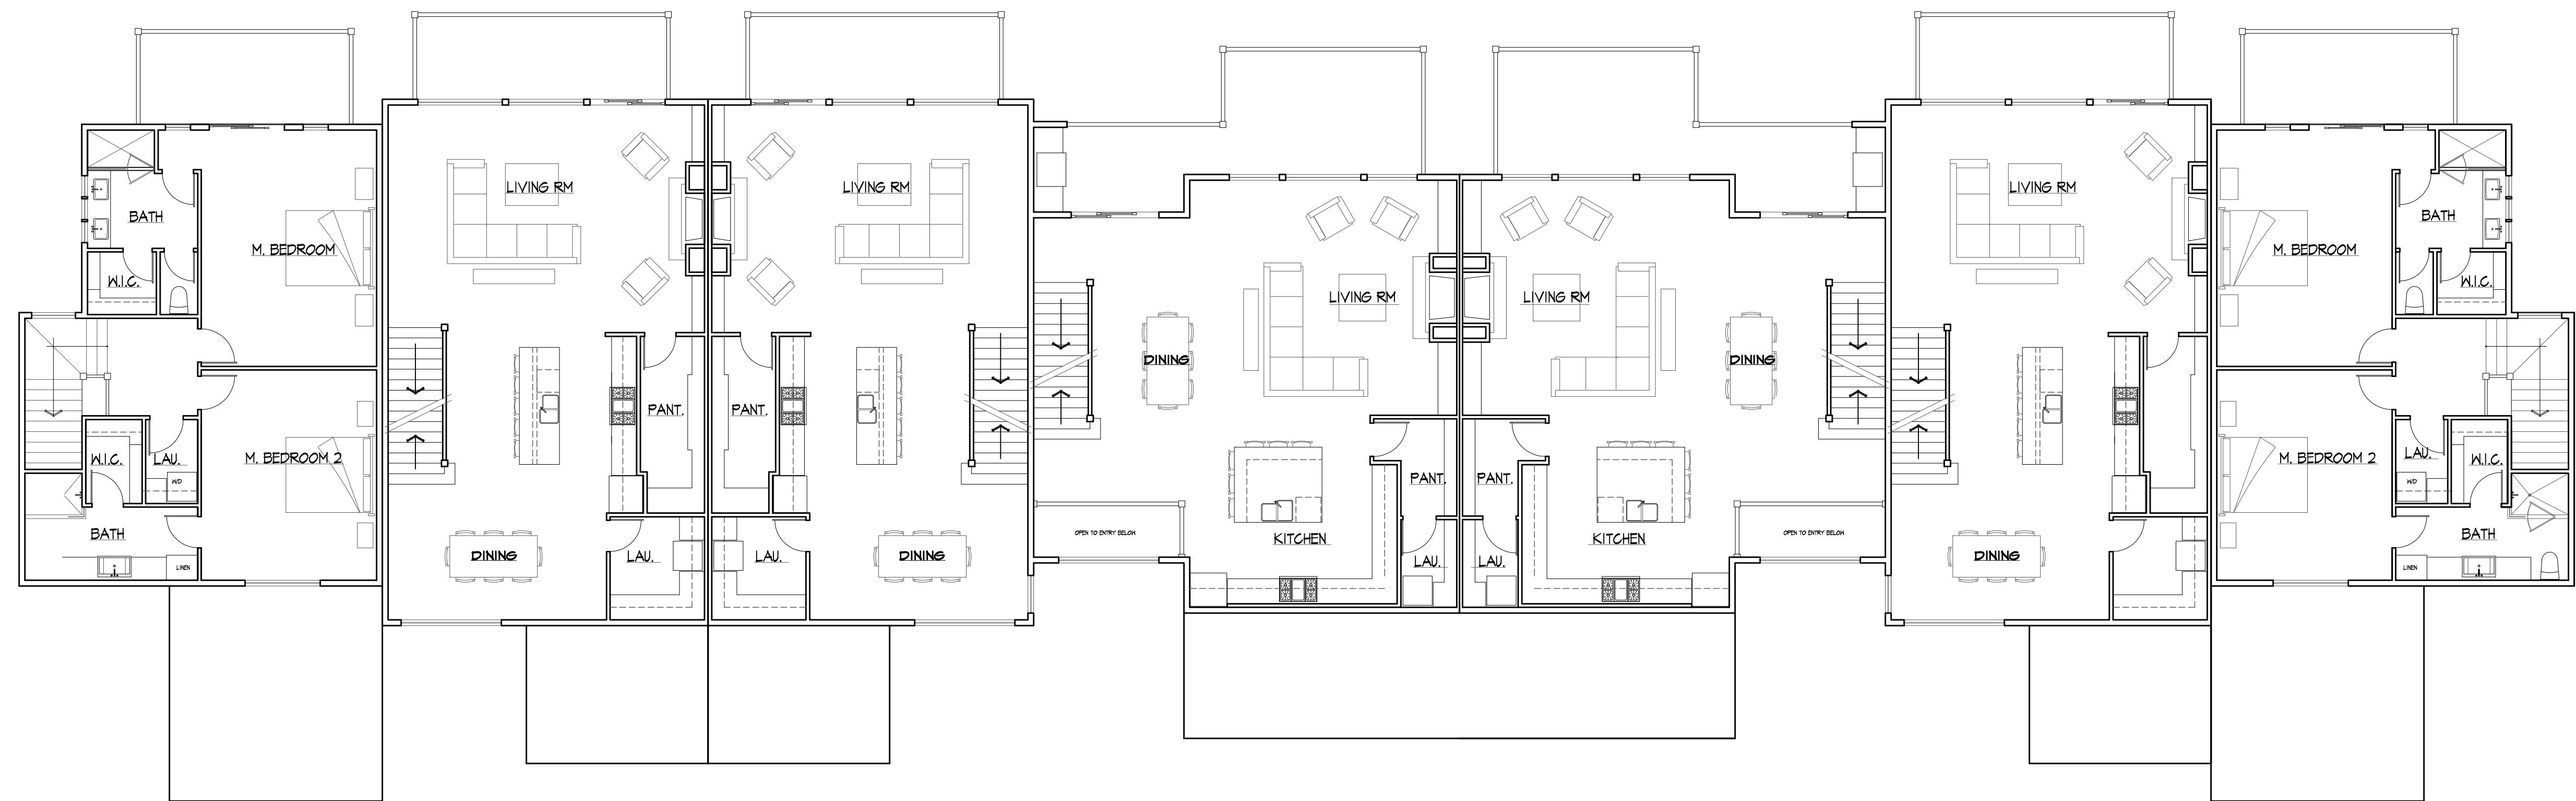 BATH
M. BEDROOM
W.I.C.
M. BEDROOM 2
W.I.C.
LAU.
WD
BATH
LINEN
LIVING RM
PANT.
DINING
LAU.
LIVING RM
PANT.
LAU.
DINING
DINING
LIVING RM
PANT.
OPEN TO ENTRY BELOW
KITCHEN
LAU.
LIVING RM
DINING
PANT.
LAU.
KITCHEN
OPEN TO ENTRY BELOW
LIVING RM
DINING
M. BEDROOM
BATH
W.I.C.
M. BEDROOM 2
LAU.
W.I.C.
WD
BATH
LINEN